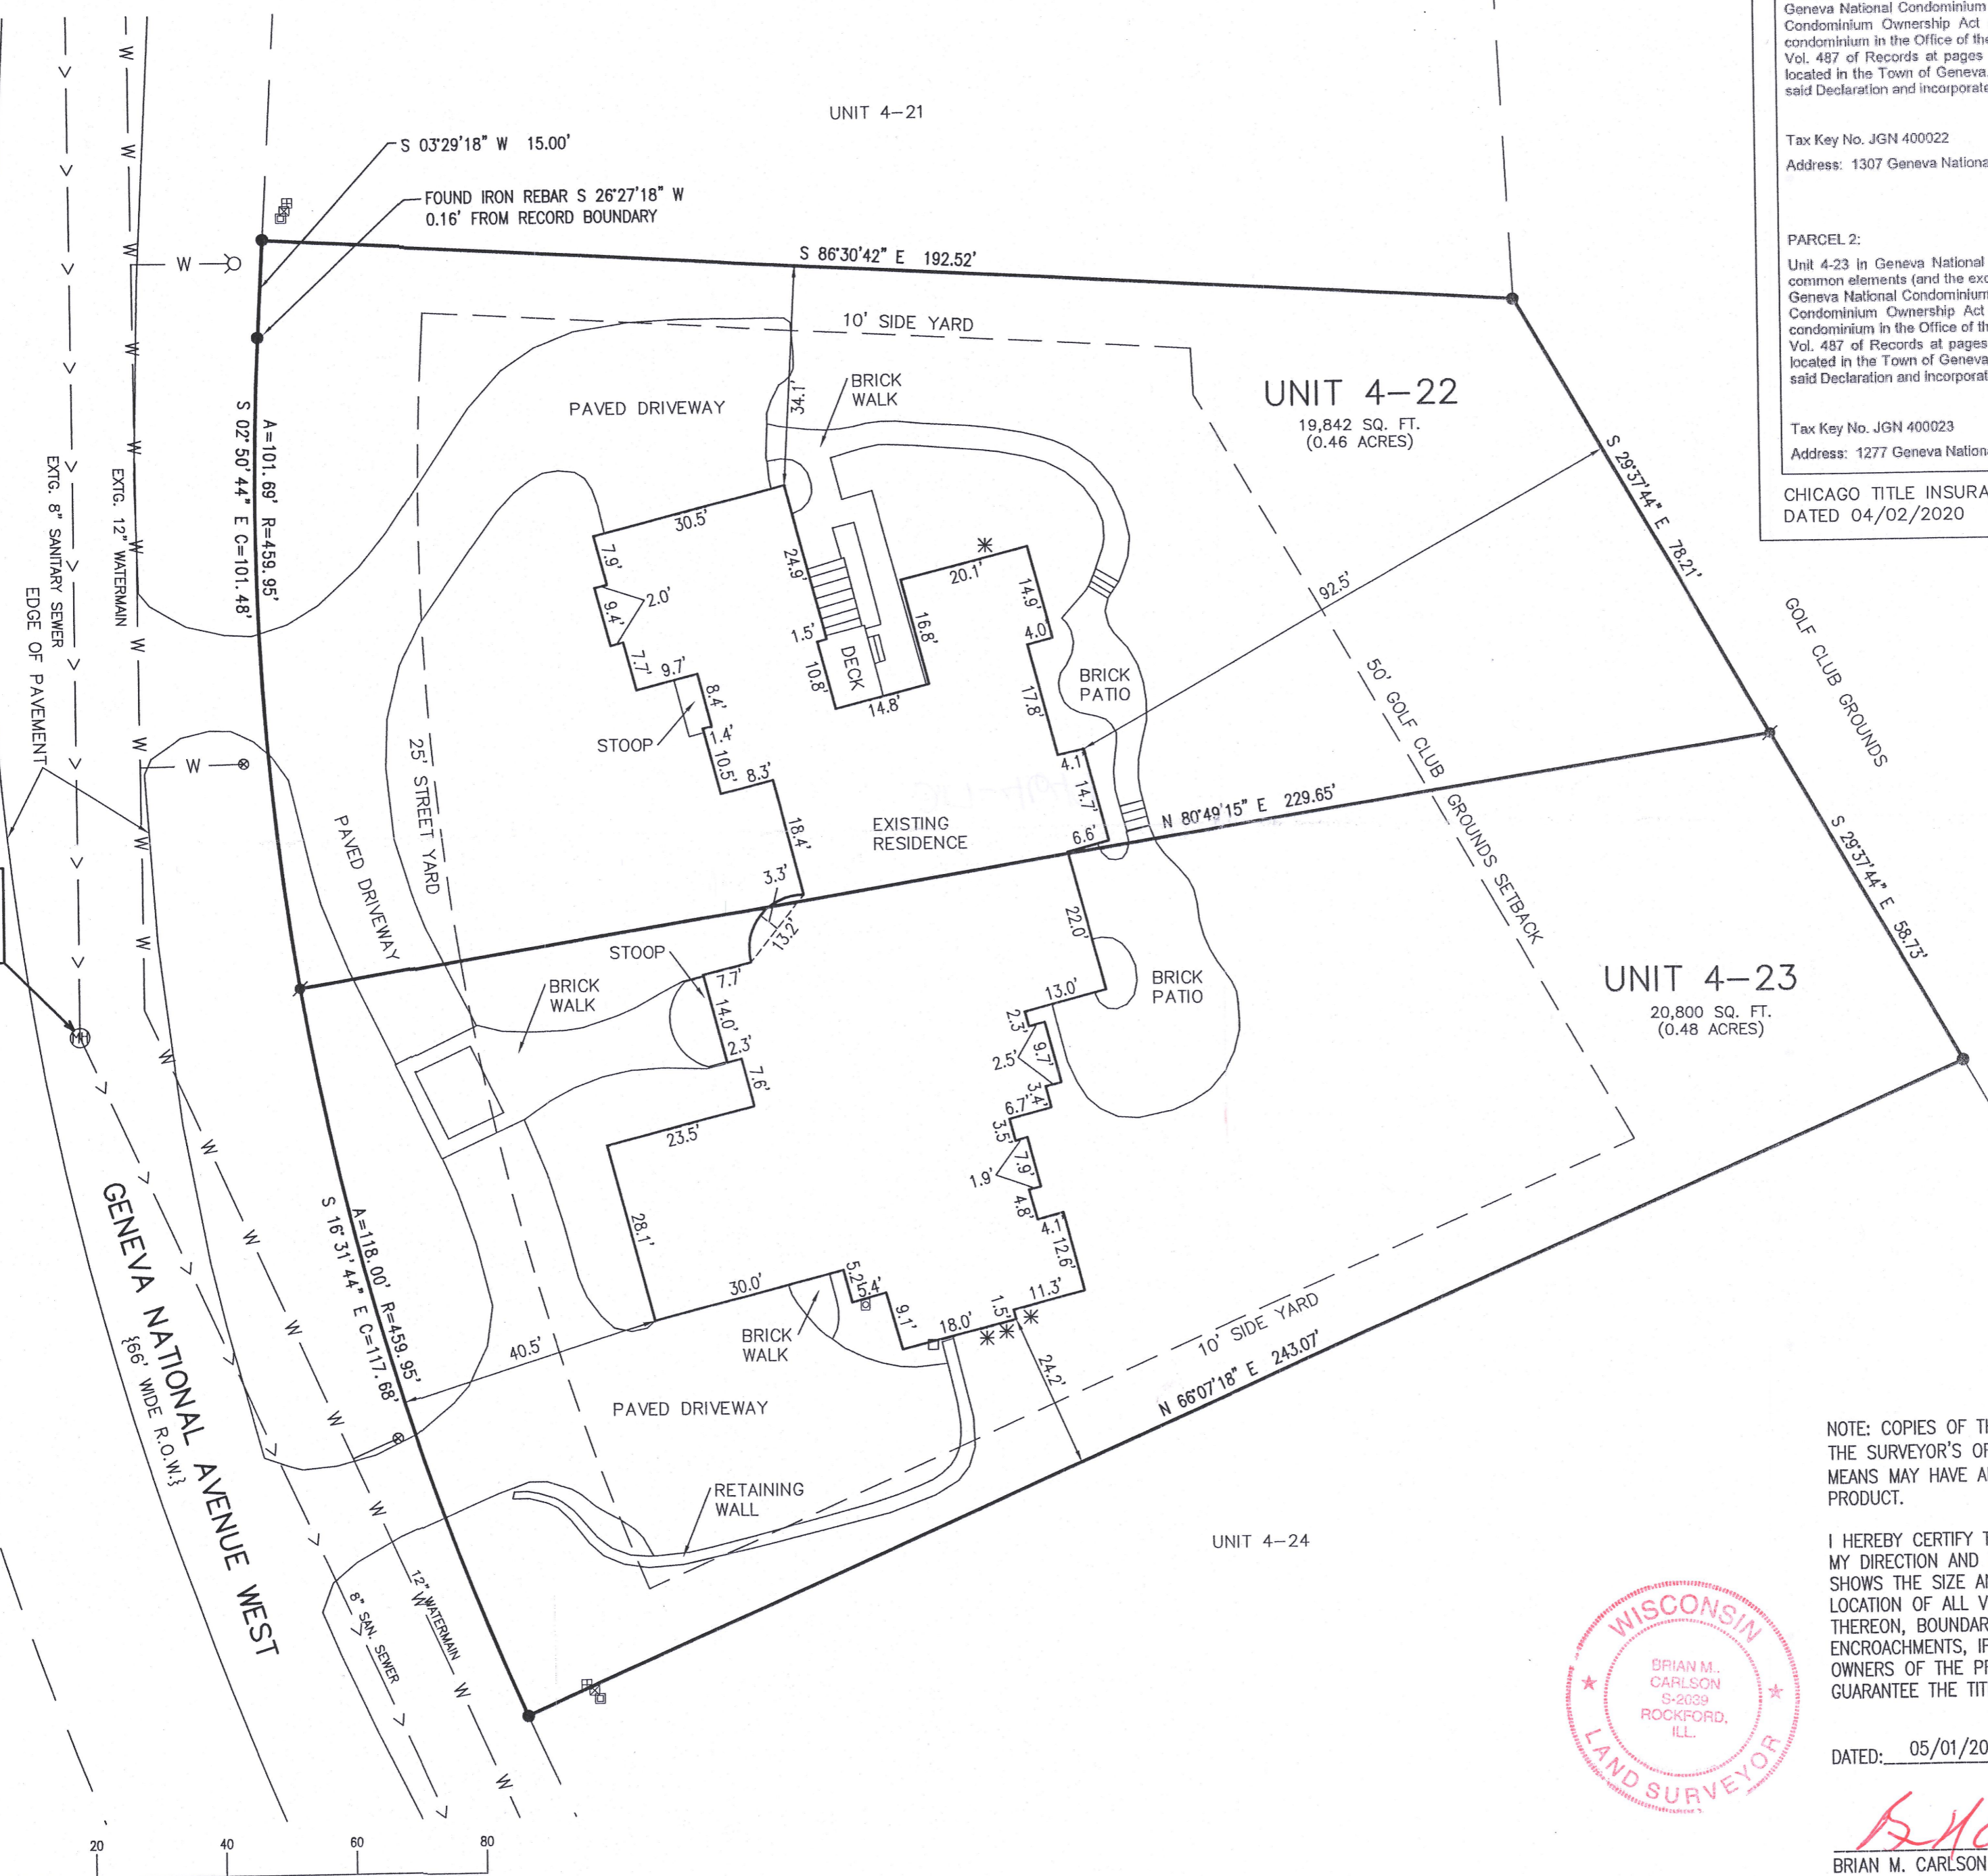 Geneva National Condominium
Condominium Ownership Act
condominium in the Office of the
Vol. 487 of Records at pages
located in the Town of Geneva,
said Declaration and incorporate
Tax Key No. JGN 400022
Address: 1307 Geneva Nationa
PARCEL 2:
Unit 4-23 in Geneva National
common elements (and the exc
Geneva National Condominium
Condominium Ownership Act
condominium in the Office of th
Vol. 487 of Records at pages
located in the Town of Geneva
said Declaration and incorporat
Tax Key No. JGN 400023
Address: 1277 Geneva Nation
CHICAGO TITLE INSURA
DATED 04/02/2020
UNIT 4-21
S 03°29'18" W 15.00'
FOUND IRON REBAR S 26°27'18" W
0.16' FROM RECORD BOUNDARY
S 86°30'42" E 192.52'
10' SIDE YARD
W
PAVED DRIVEWAY
34.1'
BRICK
WALK
UNIT 4-22
19,842 SQ. FT.
(0.46 ACRES)
S 29°37'44" E 78.21'
A=101.69' R=459.95'
S 02°50'44" E C=101.48'
EXTG. 12" WATERMAIN
EXTG. 8" SANITARY SEWER
EDGE OF PAVEMENT
30.5'
7.9'
2.0'
9.4'
7.7'
9.7'
8.4'
1.4'
10.5'
8.3'
18.4'
3.3'
13.2'
24.9'
1.5'
10.8'
DECK
14.8'
16.8'
20.1'
14.9'
4.0'
17.8'
4.1'
14.7'
6.6'
92.5'
BRICK
PATIO
STOOP
25' STREET YARD
PAVED DRIVEWAY
EXISTING
RESIDENCE
N 80°49'15" E 229.65'
50' GOLF CLUB GROUNDS SETBACK
GOLF CLUB GROUNDS
S 29°37'44" E 58.73'
W
STOOP
BRICK
WALK
7.7'
14.0'
2.3'
7.6'
23.5'
28.1'
30.0'
5.2'
5.4'
9.1'
18.0'
1.5'
11.3'
12.6'
4.1'
4.8'
7.9'
1.9'
3.5'
6.7'
3.4'
9.7'
2.5'
2.3'
13.0'
22.0'
BRICK
PATIO
UNIT 4-23
20,800 SQ. FT.
(0.48 ACRES)
MH
A=118.00' R=459.95'
S 16°31'44" E C=117.68'
40.5'
BRICK
WALK
24.2'
10' SIDE YARD
N 66°07'18" E 243.07'
PAVED DRIVEWAY
RETAINING
WALL
UNIT 4-24
GENEVA NATIONAL AVENUE WEST
{66' WIDE R.O.W.}
8" SAN. SEWER
12" WATERMAIN
NOTE: COPIES OF TH
THE SURVEYOR'S OR
MEANS MAY HAVE A
PRODUCT.
I HEREBY CERTIFY T
MY DIRECTION AND
SHOWS THE SIZE AN
LOCATION OF ALL V
THEREON, BOUNDAR
ENCROACHMENTS, IF
OWNERS OF THE PR
GUARANTEE THE TIT
DATED: 05/01/20
BRIAN M. CARLSON
WISCONSIN
BRIAN M.
CARLSON
S-2039
ROCKFORD,
ILL.
LAND SURVEYOR
20 40 60 80